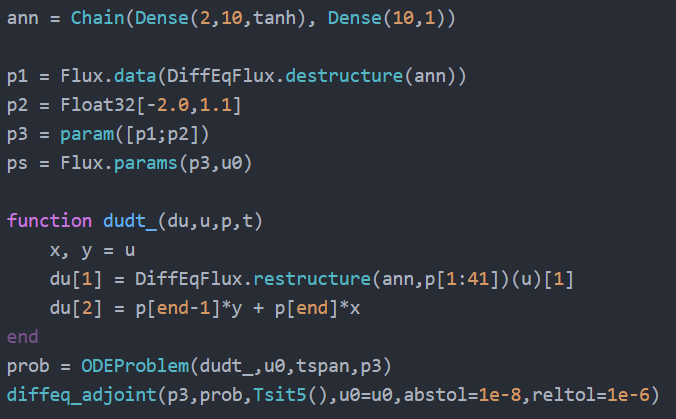 ann = Chain(Dense(2,10,tanh), Dense(10,1))
p1 = Flux.data(DiffEqFlux.destructure(ann))
p2 = Float32[-2.0,1.1]
p3 = param([p1;p2])
ps = Flux.params(p3,u0)
function dudt_(du,u,p,t)
    x, y = u
    du[1] = DiffEqFlux.restructure(ann,p[1:41])(u)[1]
    du[2] = p[end-1]*y + p[end]*x
end
prob = ODEProblem(dudt_,u0,tspan,p3)
diffeq_adjoint(p3,prob,Tsit5(),u0=u0,abstol=1e-8,reltol=1e-6)